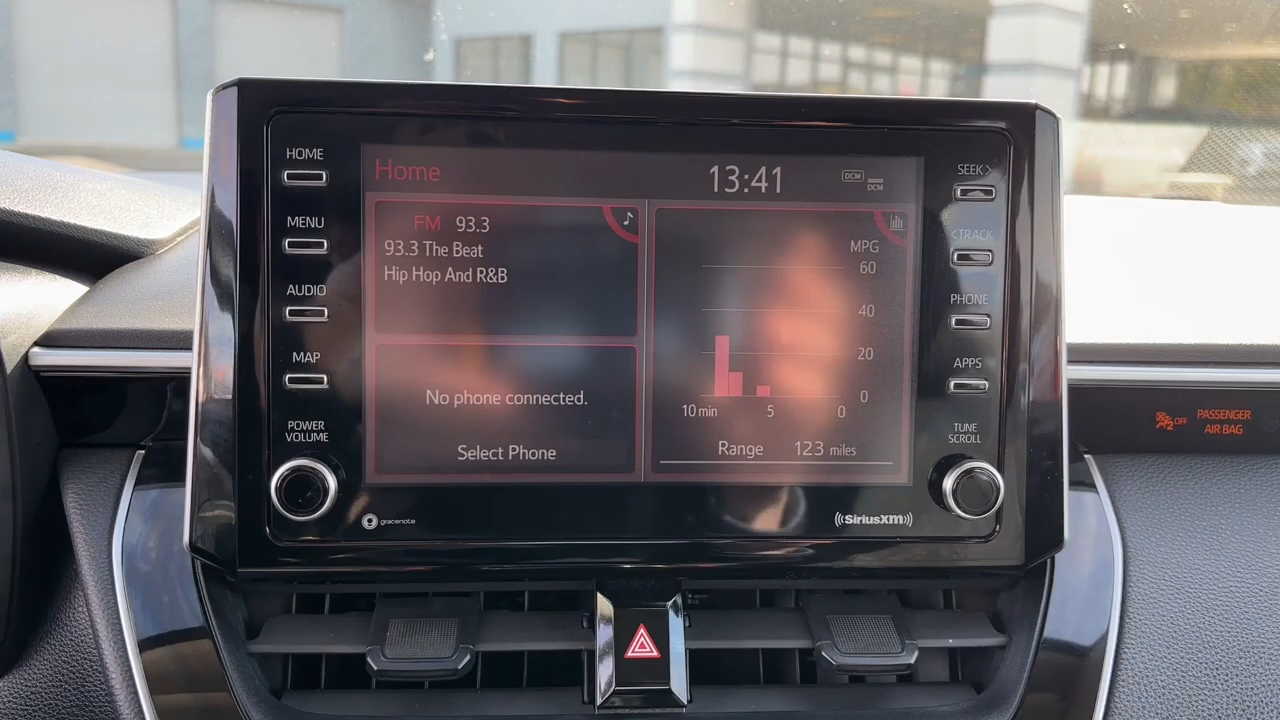 HOME
MENU
AUDIO
MAP
POWER
VOLUME
Home
13:41
DCM
DCM
FM 93.3
93.3 The Beat
Hip Hop And R&B
No phone connected.
Select Phone
MPG
60
40
20
0
10 min 5 0
Range 123 miles
SEEK>
<TRACK
PHONE
APPS
TUNE
SCROLL
gracenote
SiriusXM
2 OFF
PASSENGER
AIR BAG